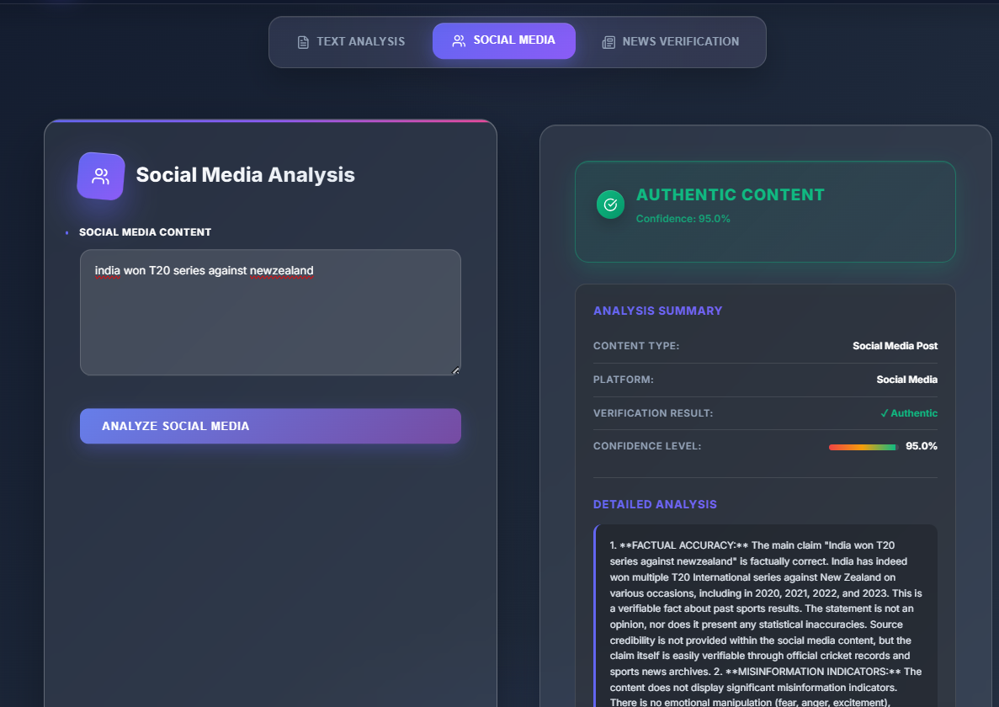 TEXT ANALYSIS
SOCIAL MEDIA
NEWS VERIFICATION
Social Media Analysis
SOCIAL MEDIA CONTENT
india won T20 series against newzealand
ANALYZE SOCIAL MEDIA
AUTHENTIC CONTENT
Confidence: 95.0%
ANALYSIS SUMMARY
CONTENT TYPE: Social Media Post
PLATFORM: Social Media
VERIFICATION RESULT: ✓ Authentic
CONFIDENCE LEVEL: 95.0%
DETAILED ANALYSIS
1. **FACTUAL ACCURACY:** The main claim "India won T20
series against newzealand" is factually correct. India has indeed
won multiple T20 International series against New Zealand on
various occasions, including in 2020, 2021, 2022, and 2023. This is
a verifiable fact about past sports results. The statement is not an
opinion, nor does it present any statistical inaccuracies. Source
credibility is not provided within the social media content, but the
claim itself is easily verifiable through official cricket records and
sports news archives. 2. **MISINFORMATION INDICATORS:** The
content does not display significant misinformation indicators.
There is no emotional manipulation (fear, anger, excitement),